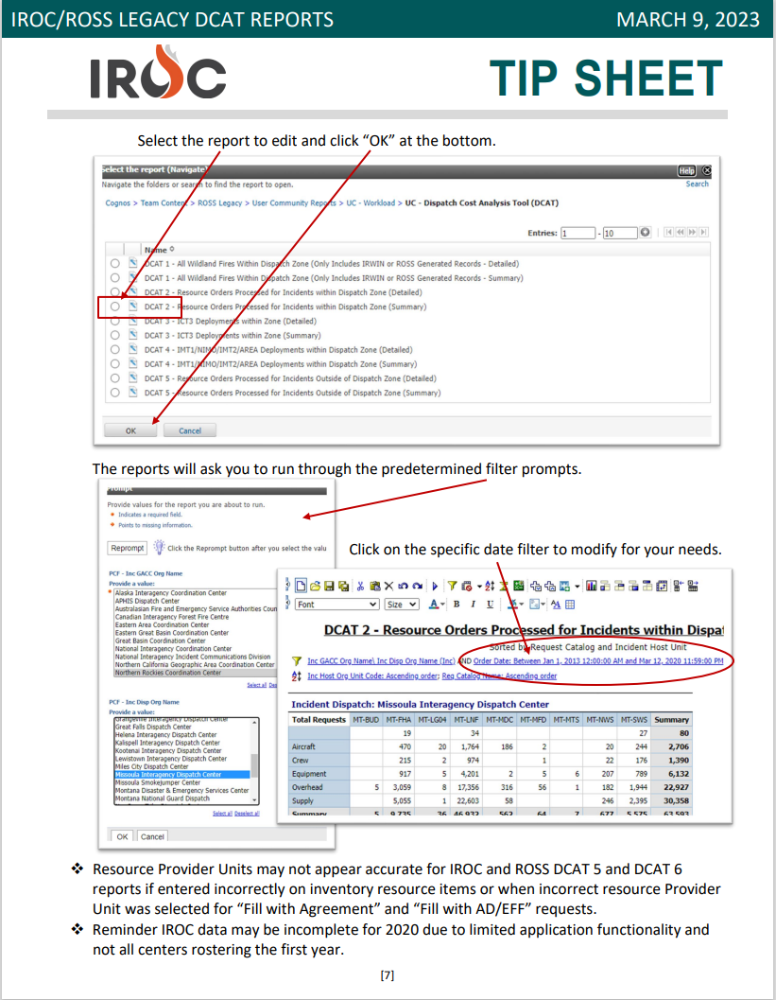 IROC/ROSS LEGACY DCAT REPORTS
MARCH 9, 2023
IROC
TIP SHEET
Select the report to edit and click “OK” at the bottom.
Select the report (Navigate)
Help
Navigate the folders or search to find the report to open.
Search
Cognos > Team Content > ROSS Legacy > User Community Reports > UC - Workload > UC - Dispatch Cost Analysis Tool (DCAT)
Entries: 1 - 10
Name
DCAT 1 - All Wildland Fires Within Dispatch Zone (Only Includes IRWIN or ROSS Generated Records - Detailed)
DCAT 1 - All Wildland Fires Within Dispatch Zone (Only Includes IRWIN or ROSS Generated Records - Summary)
DCAT 2 - Resource Orders Processed for Incidents within Dispatch Zone (Detailed)
DCAT 2 - Resource Orders Processed for Incidents within Dispatch Zone (Summary)
DCAT 3 - ICT3 Deployments within Zone (Detailed)
DCAT 3 - ICT3 Deployments within Zone (Summary)
DCAT 4 - IMT1/NIMO/IMT2/AREA Deployments within Dispatch Zone (Detailed)
DCAT 4 - IMT1/NIMO/IMT2/AREA Deployments within Dispatch Zone (Summary)
DCAT 5 - Resource Orders Processed for Incidents Outside of Dispatch Zone (Detailed)
DCAT 5 - Resource Orders Processed for Incidents Outside of Dispatch Zone (Summary)
OK
Cancel
The reports will ask you to run through the predetermined filter prompts.
Prompt
Provide values for the report you are about to run.
Indicates a required field.
Points to missing information.
Reprompt
Click the Reprompt button after you select the valu
PCF - Inc GACC Org Name
Provide a value:
Alaska Interagency Coordination Center
APHIS Dispatch Center
Australasian Fire and Emergency Service Authorities Coun
Canadian Interagency Forest Fire Centre
Eastern Area Coordination Center
Eastern Great Basin Coordination Center
Great Basin Coordination Center
National Interagency Coordination Center
National Interagency Incident Communications Division
Northern California Geographic Area Coordination Center
Northern Rockies Coordination Center
Select all Des
PCF - Inc Disp Org Name
Provide a value:
Grangeville Interagency Dispatch Center
Great Falls Dispatch Center
Helena Interagency Dispatch Center
Kalispell Interagency Dispatch Center
Kootenai Interagency Dispatch Center
Lewistown Interagency Dispatch Center
Miles City Dispatch Center
Missoula Interagency Dispatch Center
Missoula Smokejumper Center
Montana Disaster & Emergency Services Center
Montana National Guard Dispatch
Select all Deselect all
OK
Cancel
Click on the specific date filter to modify for your needs.
Font
Size
A
B I U
DCAT 2 - Resource Orders Processed for Incidents within Dispat
Sorted by Request Catalog and Incident Host Unit
Inc GACC Org Name\ Inc Disp Org Name (Inc) AND Order Date: Between Jan 1, 2013 12:00:00 AM and Mar 12, 2020 11:59:00 PM
Inc Host Org Unit Code: Ascending order; Req Catalog Name: Ascending order
Incident Dispatch: Missoula Interagency Dispatch Center
Total Requests MT-BUD MT-FHA MT-LG04 MT-LNF MT-MDC MT-MFD MT-MTS MT-NWS MT-SWS Summary
19 34 27 80
Aircraft 470 20 1,764 186 2 20 244 2,706
Crew 215 2 974 1 22 176 1,390
Equipment 917 5 4,201 2 5 6 207 789 6,132
Overhead 5 3,059 8 17,356 316 56 1 182 1,944 22,927
Supply 5,055 1 22,603 58 246 2,395 30,358
Summary 5 9,735 36 46,932 562 64 7 677 5,575 63,593
❖ Resource Provider Units may not appear accurate for IROC and ROSS DCAT 5 and DCAT 6
reports if entered incorrectly on inventory resource items or when incorrect resource Provider
Unit was selected for “Fill with Agreement” and “Fill with AD/EFF” requests.
❖ Reminder IROC data may be incomplete for 2020 due to limited application functionality and
not all centers rostering the first year.
[7]